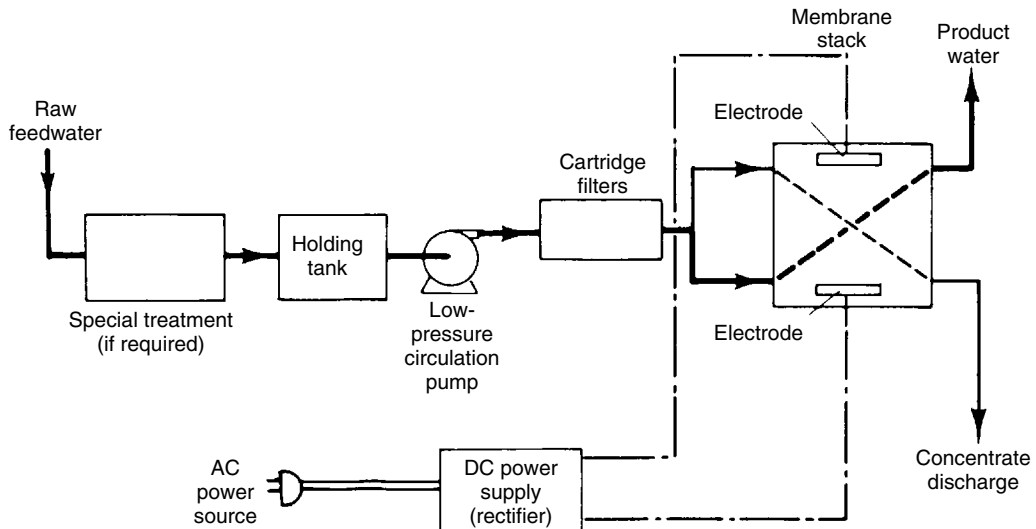 Raw
feedwater
Special treatment
(if required)
Holding
tank
Low-
pressure
circulation
pump
Cartridge
filters
Membrane
stack
Electrode
Electrode
Product
water
Concentrate
discharge
AC
power
source
DC power
supply
(rectifier)